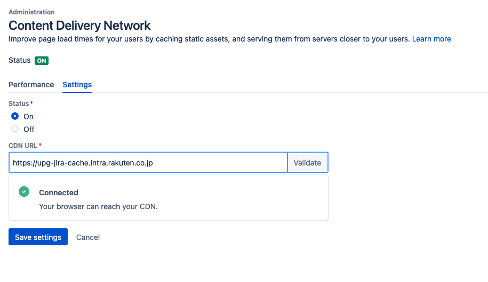 Administration
Content Delivery Network
Improve page load times for your users by caching static assets, and serving them from servers closer to your users. Learn more
Status ON
Performance Settings
Status *
On
Off
CDN URL *
https://upg-jira-cache.intra.rakuten.co.jp Validate
Connected
Your browser can reach your CDN.
Save settings Cancel